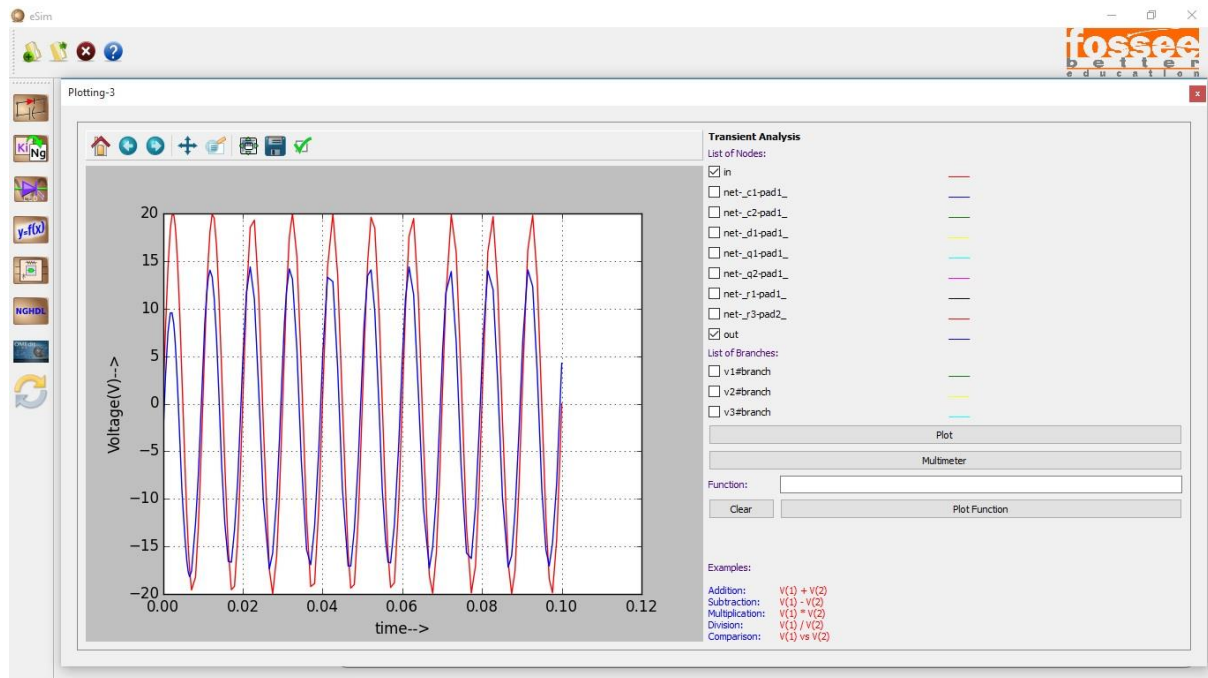 eSim
fossee
better
education
Plotting-3
Ki
Ng
y=f(x)
NGHDL
Transient Analysis
List of Nodes:
in
net-_c1-pad1_
net-_c2-pad1_
net-_d1-pad1_
net-_q1-pad1_
net-_q2-pad1_
net-_r1-pad1_
net-_r3-pad2_
out
List of Branches:
v1#branch
v2#branch
v3#branch
Plot
Multimeter
Function:
Clear
Plot Function
Examples:
Addition: V(1) + V(2)
Subtraction: V(1) - V(2)
Multiplication: V(1) * V(2)
Division: V(1) / V(2)
Comparison: V(1) vs V(2)
Voltage(V)-->
20
15
10
5
0
−5
−10
−15
−20
0.00 0.02 0.04 0.06 0.08 0.10 0.12
time-->